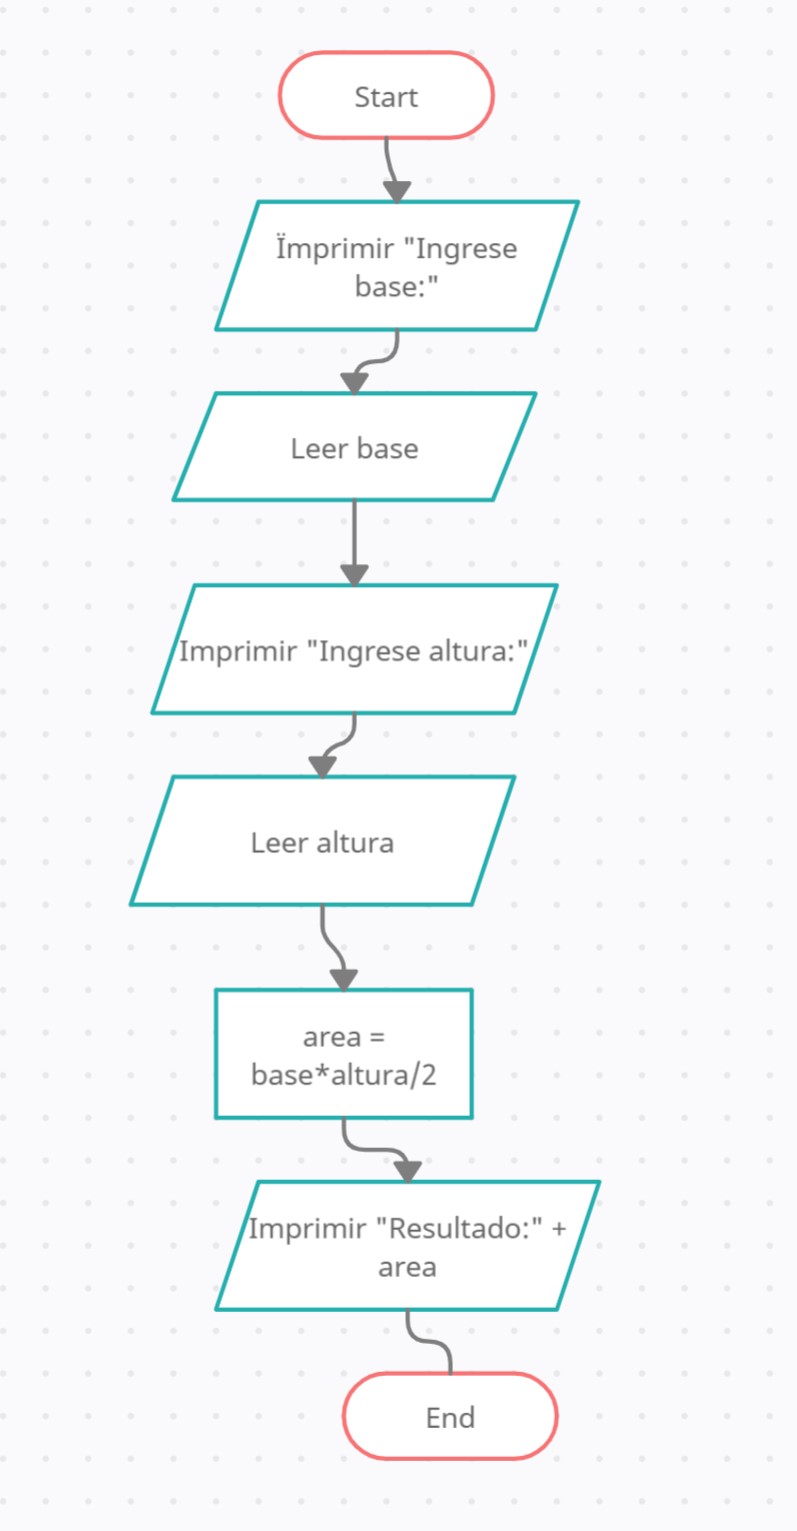 Start
Ïmprimir "Ingrese
base:"
Leer base
Imprimir "Ingrese altura:"
Leer altura
area =
base*altura/2
Imprimir "Resultado:" +
area
End